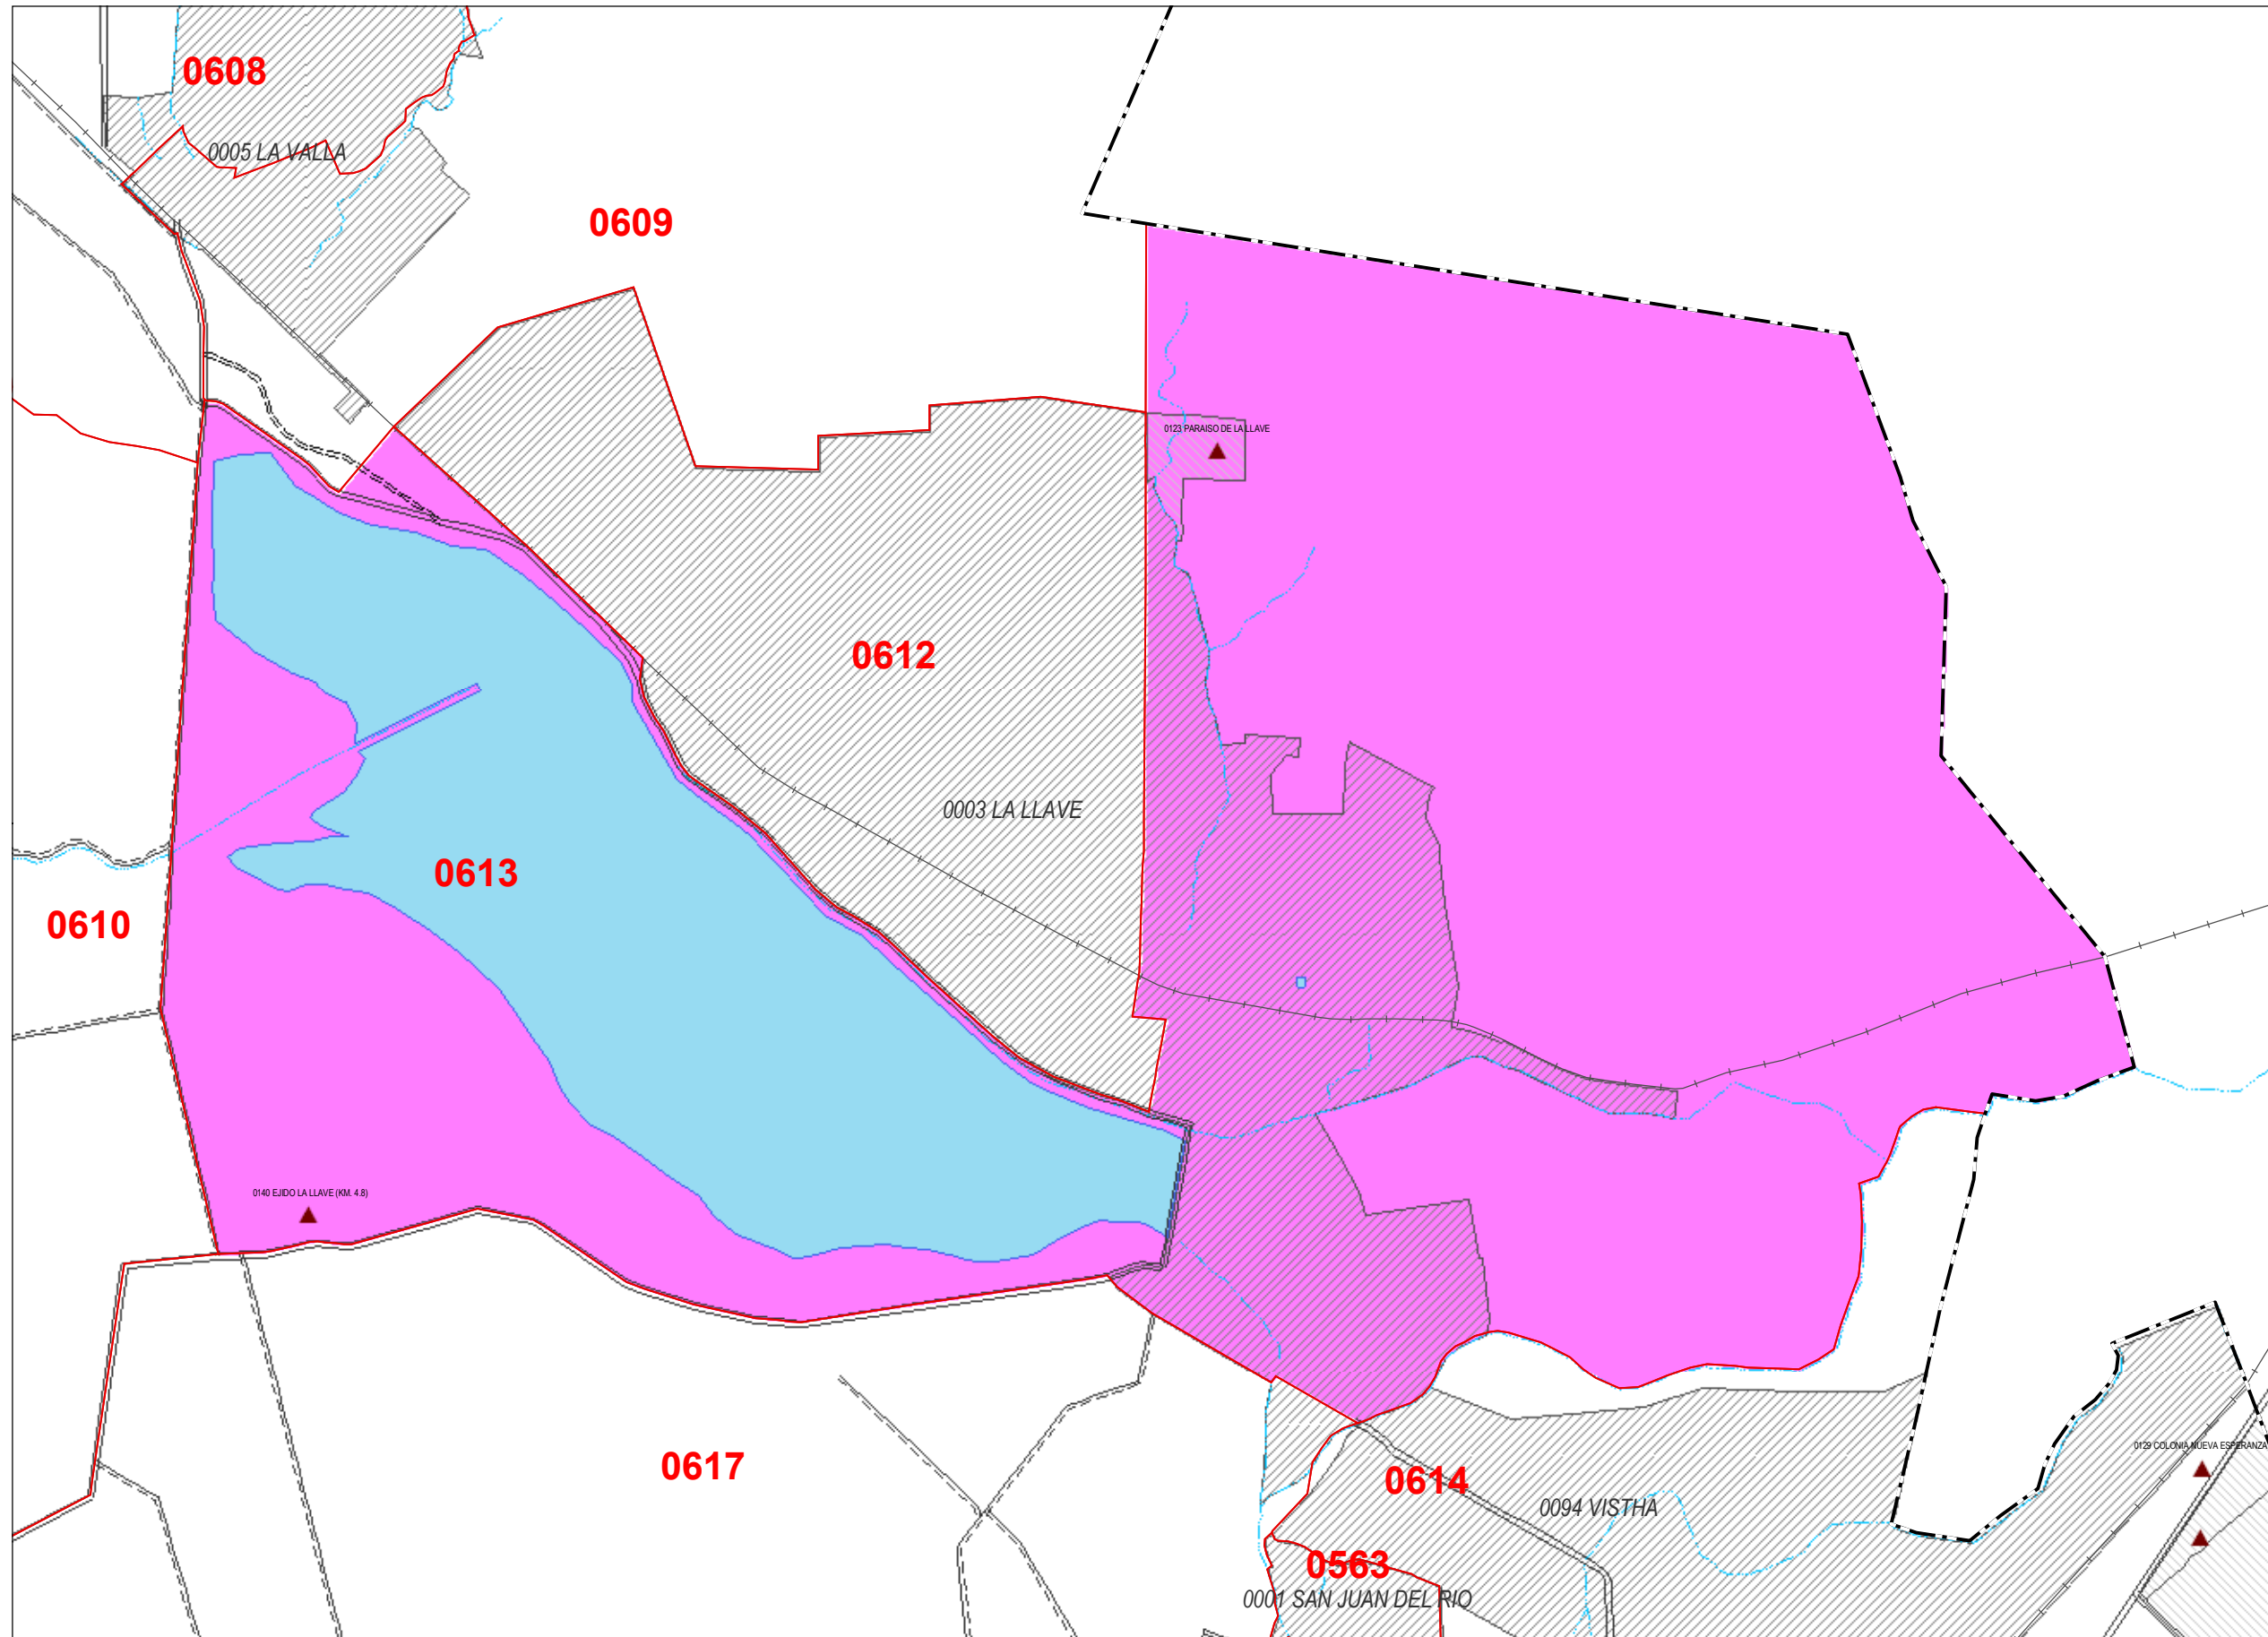 0608
0005 LA VALLA
0609
0123 PARAISO DE LA LLAVE
0612
0003 LA LLAVE
0613
0610
0140 EJIDO LA LLAVE (KM. 4.8)
0617
0614
0129 COLONIA NUEVA ESPERANZA
0094 VISTHA
0563
0001 SAN JUAN DEL RIO